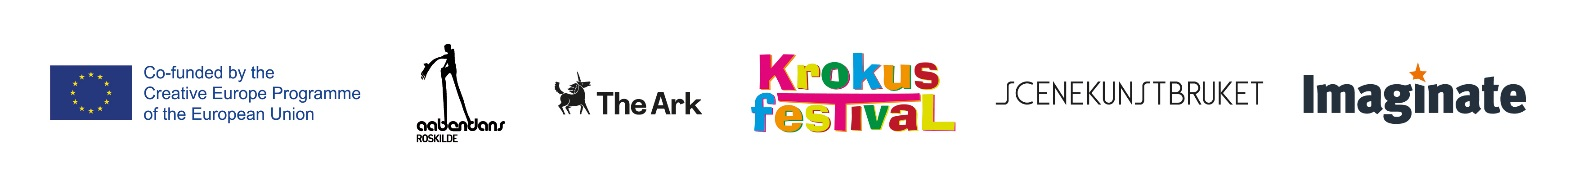 Co-funded by the
Creative Europe Programme
of the European Union
aabendans
ROSKILDE
The Ark
Krokus
fesTivaL
SCENEKUNSTBRUKET
Imaginate